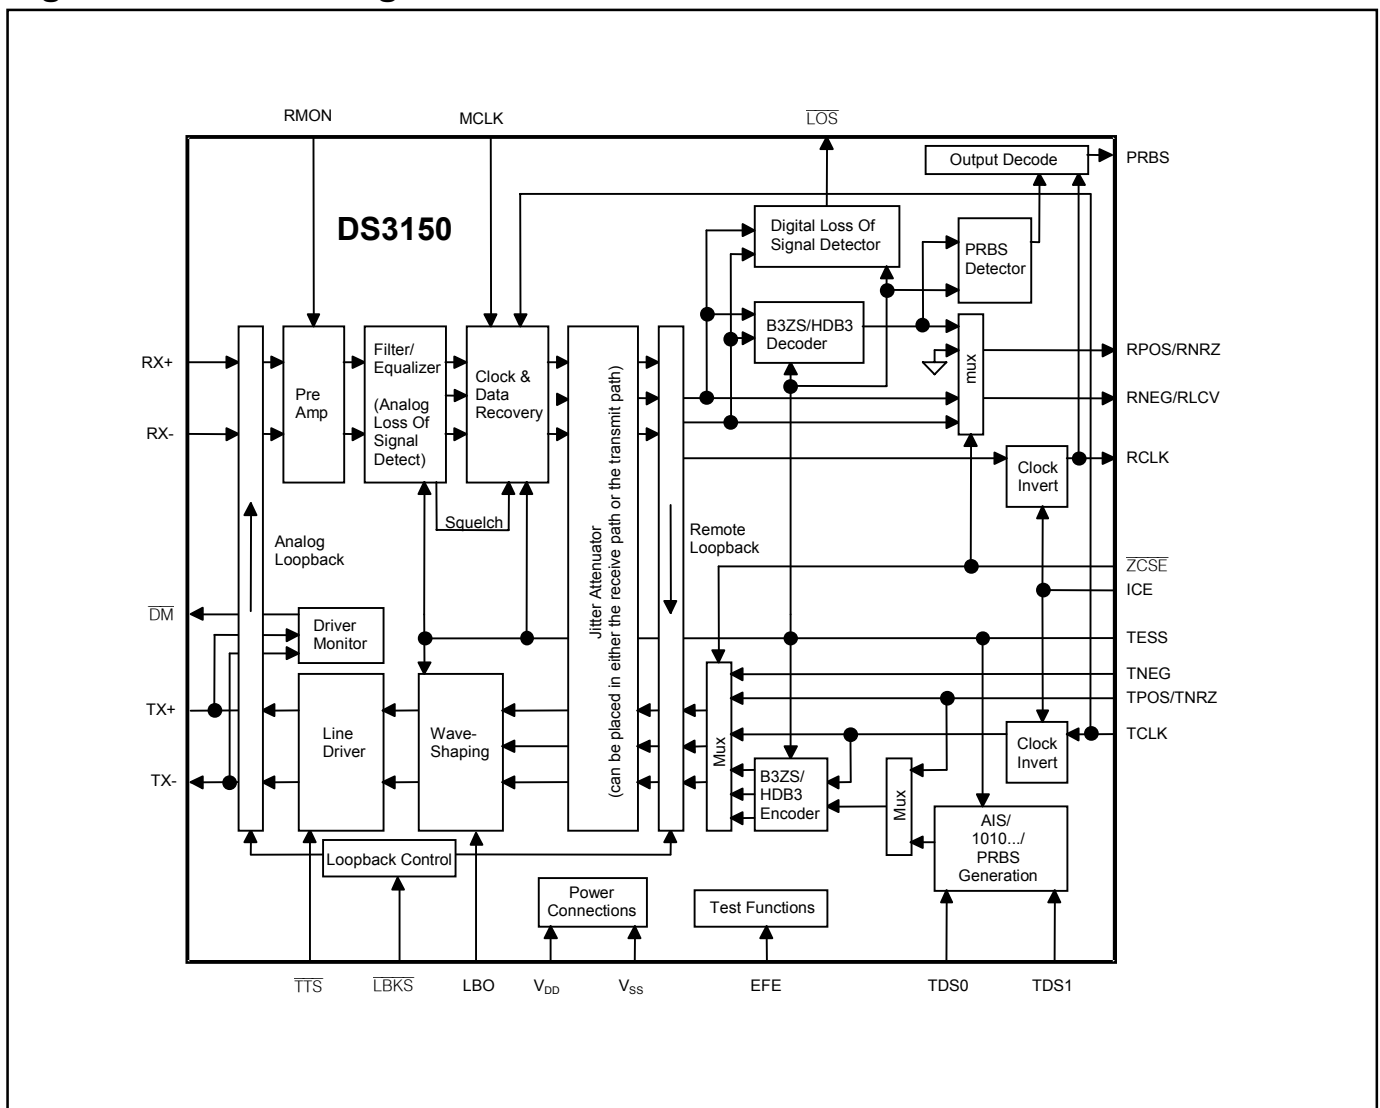 RMON
MCLK
LOS
Output Decode
PRBS
DS3150
Digital Loss Of
Signal Detector
PRBS
Detector
B3ZS/HDB3
Decoder
mux
RX+
RX-
Pre
Amp
Filter/
Equalizer
(Analog
Loss Of
Signal
Detect)
Clock &
Data
Recovery
Squelch
Jitter Attenuator
(can be placed in either the receive path or the transmit path)
RPOS/RNRZ
RNEG/RLCV
RCLK
Clock
Invert
Analog
Loopback
Remote
Loopback
ZCSE
ICE
TESS
TNEG
TPOS/TNRZ
TCLK
DM
Driver
Monitor
TX+
TX-
Line
Driver
Wave-
Shaping
Mux
B3ZS/
HDB3
Encoder
Mux
Clock
Invert
AIS/
1010.../
PRBS
Generation
Loopback Control
Power
Connections
Test Functions
TTS
LBKS
LBO
VDD
VSS
EFE
TDS0
TDS1